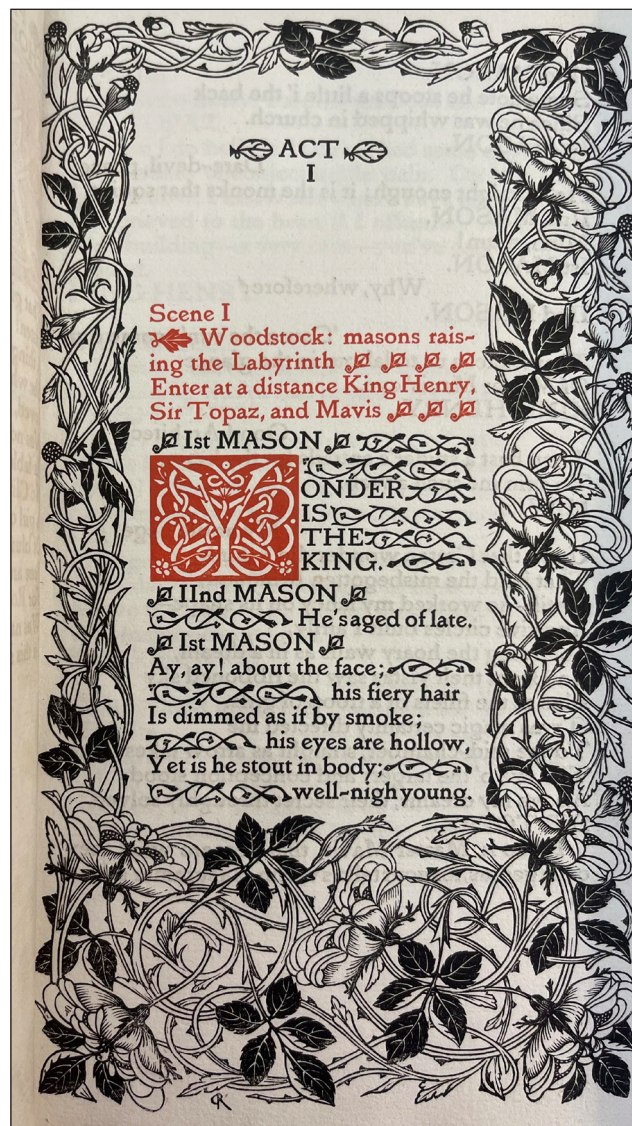 ACT
I
Scene I
Woodstock: masons rais-
ing the Labyrinth
Enter at a distance King Henry,
Sir Topaz, and Mavis
Ist MASON
YONDER
IS
THE
KING.
IInd MASON
He's aged of late.
Ist MASON
Ay, ay! about the face;
his fiery hair
Is dimmed as if by smoke;
his eyes are hollow,
Yet is he stout in body;
well-nigh young.
CR